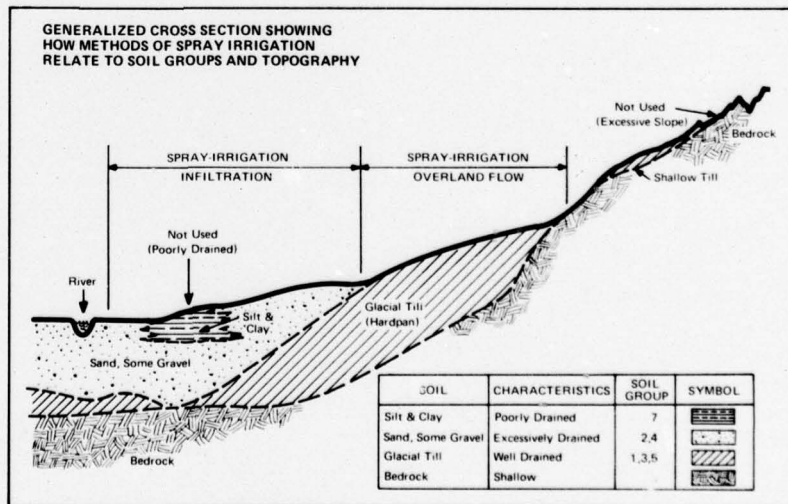 GENERALIZED CROSS SECTION SHOWING
HOW METHODS OF SPRAY IRRIGATION
RELATE TO SOIL GROUPS AND TOPOGRAPHY
Not Used
(Excessive Slope)
Bedrock
SPRAY-IRRIGATION
INFILTRATION
SPRAY-IRRIGATION
OVERLAND FLOW
Shallow Till
Not Used
(Poorly Drained)
River
Silt &
Clay
Glacial Till
(Hardpan)
Sand, Some Gravel
Bedrock
SOIL CHARACTERISTICS SOIL GROUP SYMBOL
Silt & Clay Poorly Drained 7
Sand, Some Gravel Excessively Drained 2,4
Glacial Till Well Drained 1,3,5
Bedrock Shallow